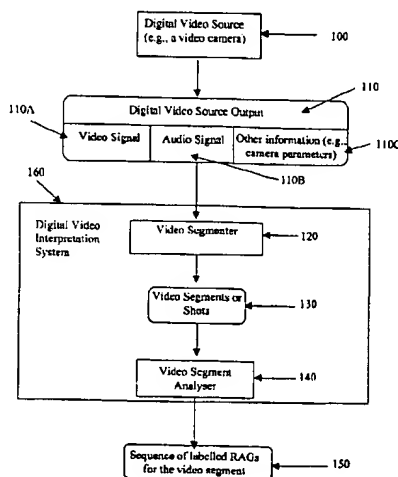 Digital Video Source
(e.g., a video camera)
100
110A
110
Digital Video Source Output
Video Signal
Audio Signal
Other information (e.g.,
camera parameters)
110C
110B
160
Digital Video
Interpretation
System
Video Segmenter
120
Video Segments or
Shots
130
Video Segment
Analyser
140
Sequence of labelled RAGs
for the video segment
150